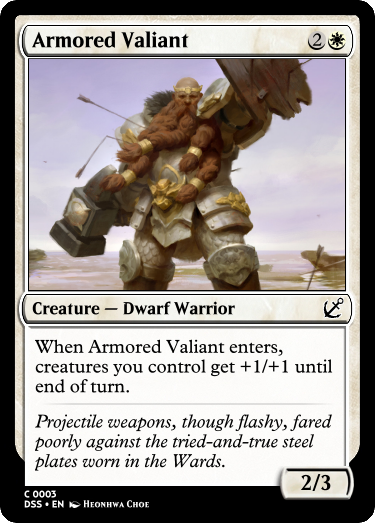 Armored Valiant 2
Creature — Dwarf Warrior
When Armored Valiant enters,
creatures you control get +1/+1 until
end of turn.
Projectile weapons, though flashy, fared
poorly against the tried-and-true steel
plates worn in the Wards.
2/3
C 0003
DSS • EN Heonhwa Choe